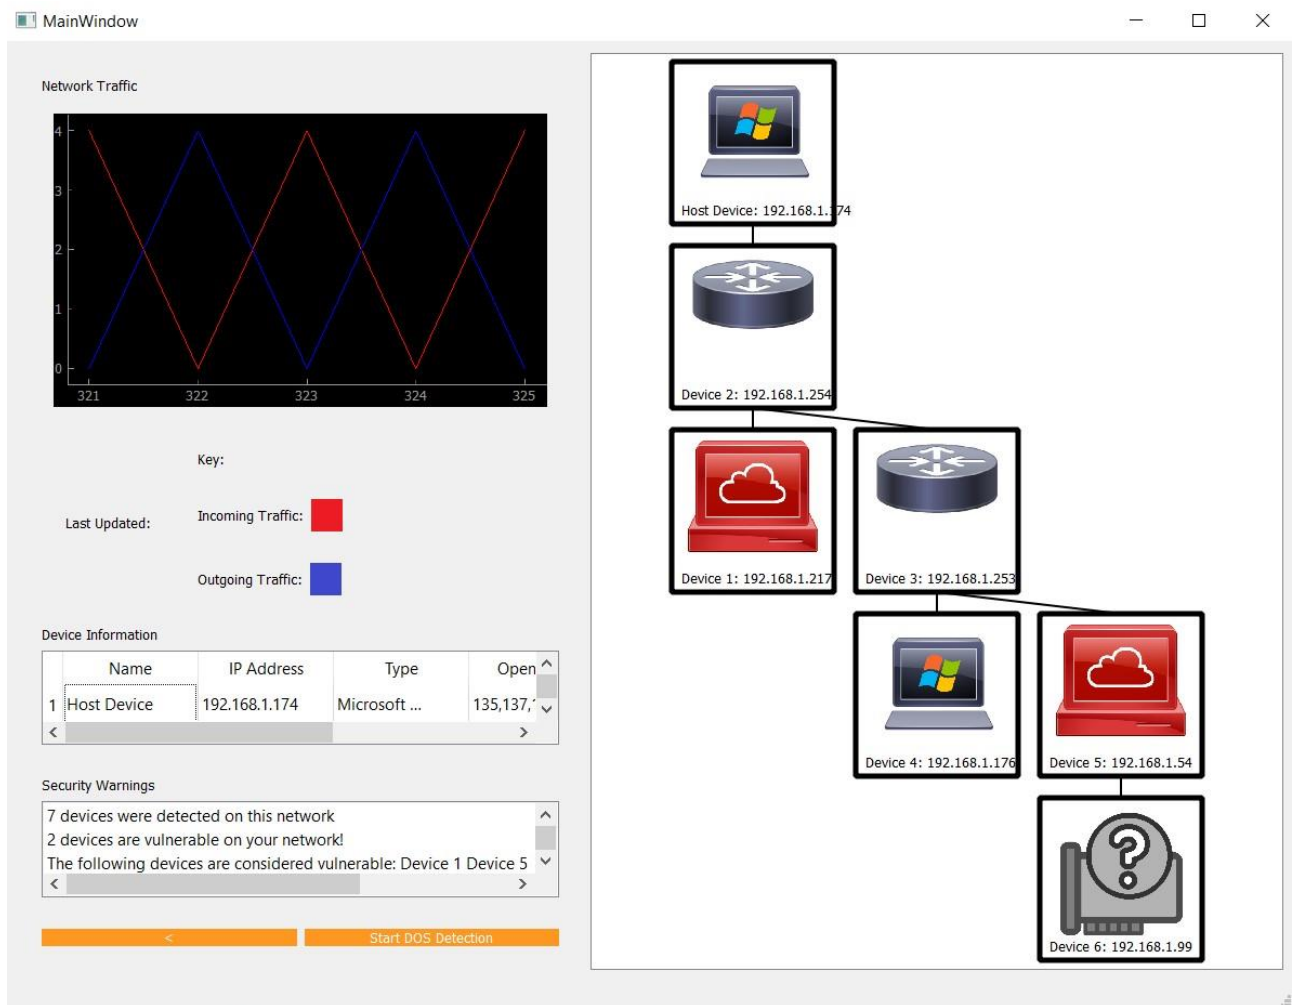 MainWindow
Network Traffic
4
3
2
1
0
321 322 323 324 325
Key:
Last Updated:
Incoming Traffic:
Outgoing Traffic:
Device Information
Name IP Address Type Open
1 Host Device 192.168.1.174 Microsoft ... 135,137,
Security Warnings
7 devices were detected on this network
2 devices are vulnerable on your network!
The following devices are considered vulnerable: Device 1 Device 5
< Start DOS Detection
Host Device: 192.168.1.174
Device 2: 192.168.1.254
Device 1: 192.168.1.217
Device 3: 192.168.1.253
Device 4: 192.168.1.176
Device 5: 192.168.1.54
?
Device 6: 192.168.1.99